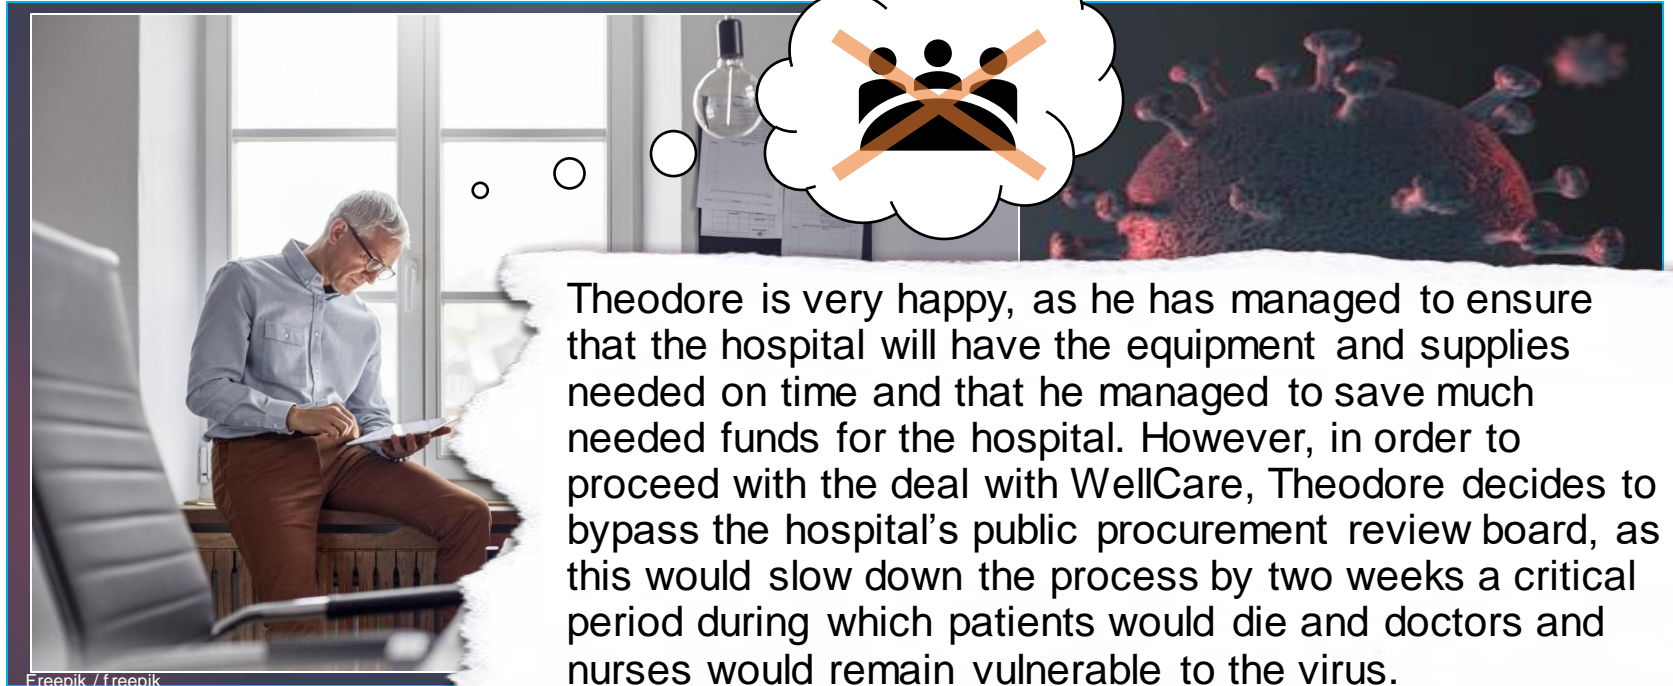 Theodore is very happy, as he has managed to ensure
that the hospital will have the equipment and supplies
needed on time and that he managed to save much
needed funds for the hospital. However, in order to
proceed with the deal with WellCare, Theodore decides to
bypass the hospital’s public procurement review board, as
this would slow down the process by two weeks a critical
period during which patients would die and doctors and
nurses would remain vulnerable to the virus.
Freepik / freepik